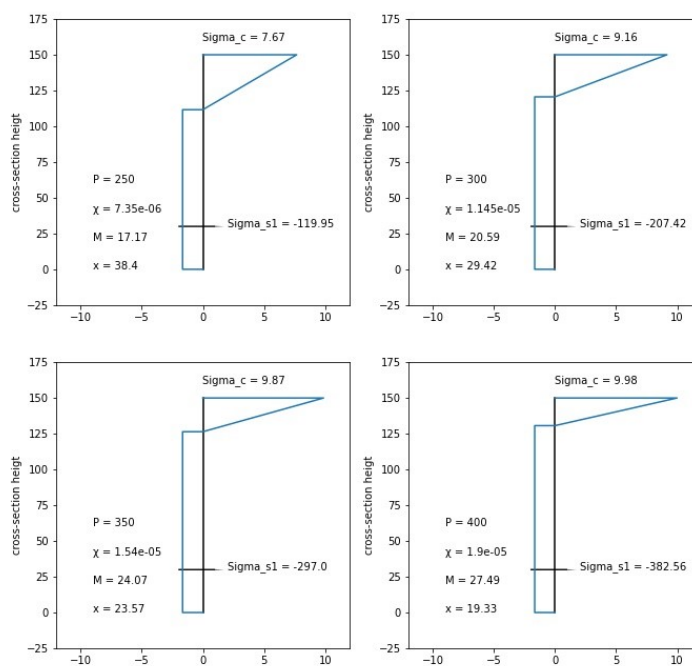 175
150
125
100
75
50
25
0
−25
cross-section heigt
−10 −5 0 5 10
Sigma_c = 7.67
P = 250
χ = 7.35e-06
M = 17.17
x = 38.4
Sigma_s1 = -119.95
175
150
125
100
75
50
25
0
−25
cross-section heigt
−10 −5 0 5 10
Sigma_c = 9.16
P = 300
χ = 1.145e-05
M = 20.59
x = 29.42
Sigma_s1 = -207.42
175
150
125
100
75
50
25
0
−25
cross-section heigt
−10 −5 0 5 10
Sigma_c = 9.87
P = 350
χ = 1.54e-05
M = 24.07
x = 23.57
Sigma_s1 = -297.0
175
150
125
100
75
50
25
0
−25
cross-section heigt
−10 −5 0 5 10
Sigma_c = 9.98
P = 400
χ = 1.9e-05
M = 27.49
x = 19.33
Sigma_s1 = -382.56